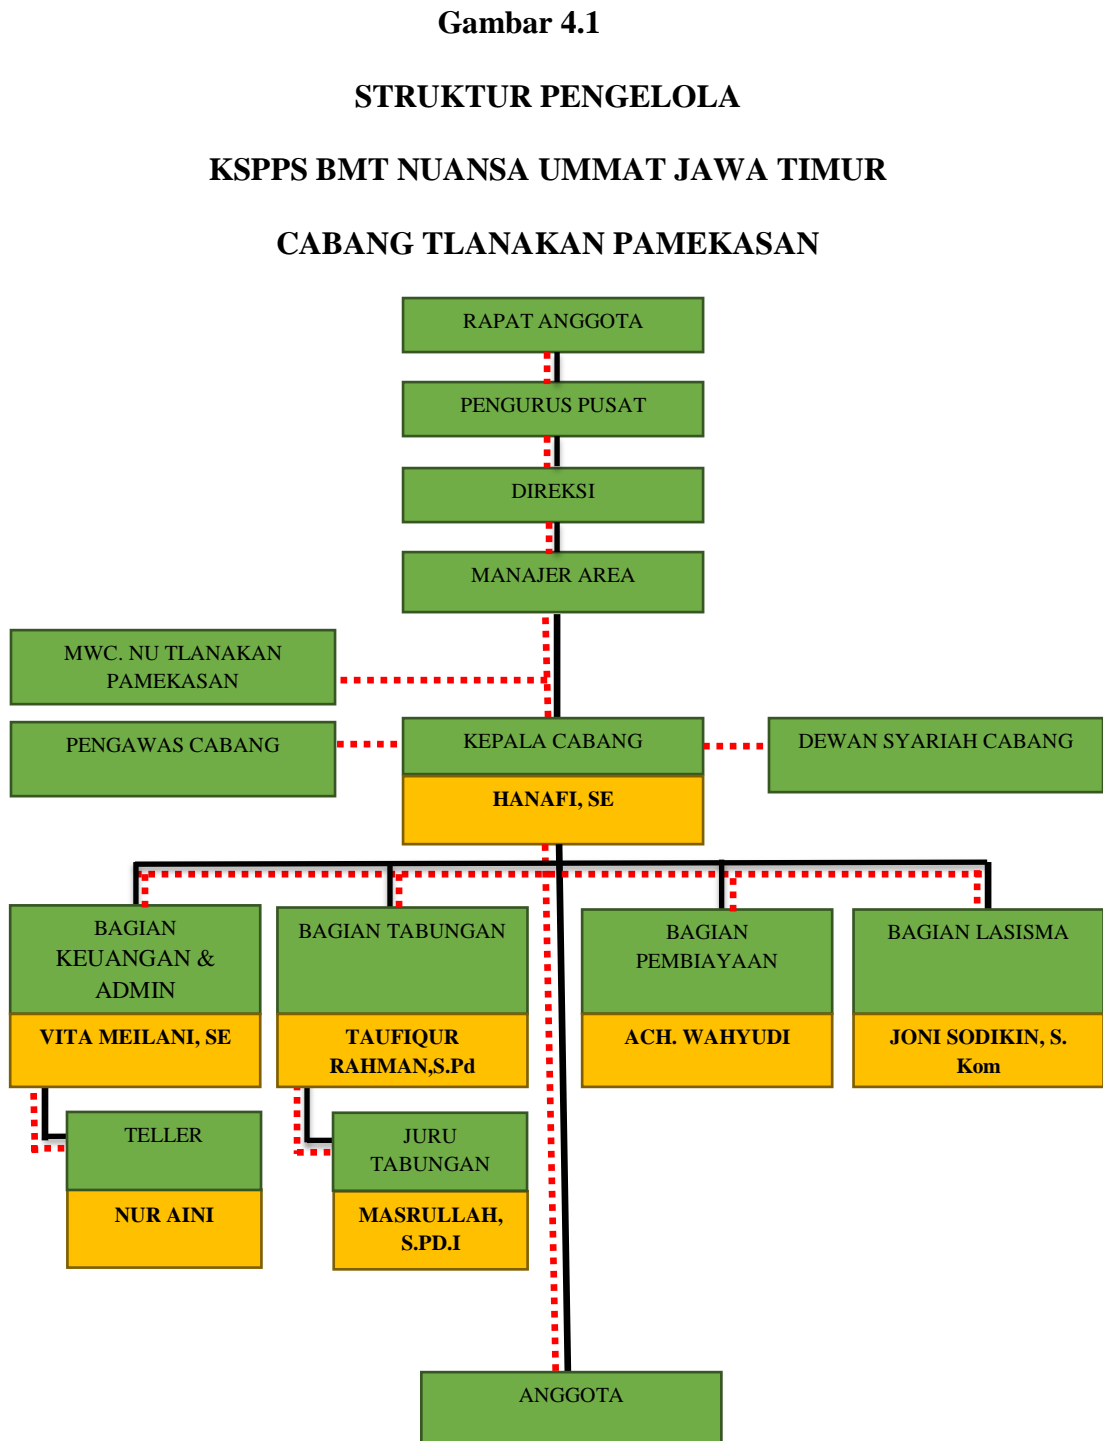 Gambar 4.1
STRUKTUR PENGELOLA
KSPPS BMT NUANSA UMMAT JAWA TIMUR
CABANG TLANAKAN PAMEKASAN
RAPAT ANGGOTA
PENGURUS PUSAT
DIREKSI
MANAJER AREA
MWC. NU TLANAKAN
PAMEKASAN
PENGAWAS CABANG
KEPALA CABANG
DEWAN SYARIAH CABANG
HANAFI, SE
BAGIAN
KEUANGAN &
ADMIN
VITA MEILANI, SE
BAGIAN TABUNGAN
TAUFIQUR
RAHMAN,S.Pd
BAGIAN
PEMBIAYAAN
ACH. WAHYUDI
BAGIAN LASISMA
JONI SODIKIN, S.
Kom
TELLER
NUR AINI
JURU
TABUNGAN
MASRULLAH,
S.PD.I
ANGGOTA